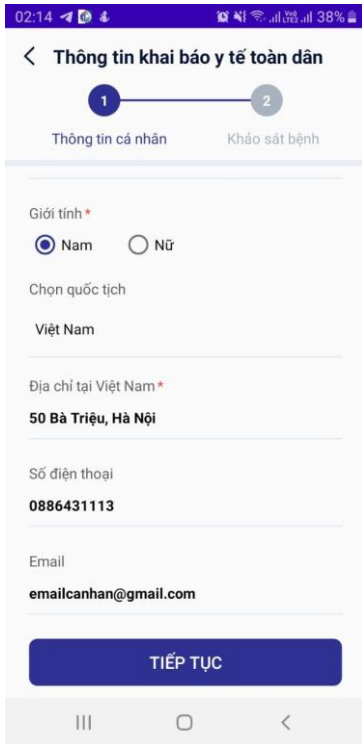 02:14 38%
Thông tin khai báo y tế toàn dân
1 2
Thông tin cá nhân Khảo sát bệnh
Giới tính *
Nam Nữ
Chọn quốc tịch
Việt Nam
Địa chỉ tại Việt Nam *
50 Bà Triệu, Hà Nội
Số điện thoại
0886431113
Email
emailcanhan@gmail.com
TIẾP TỤC